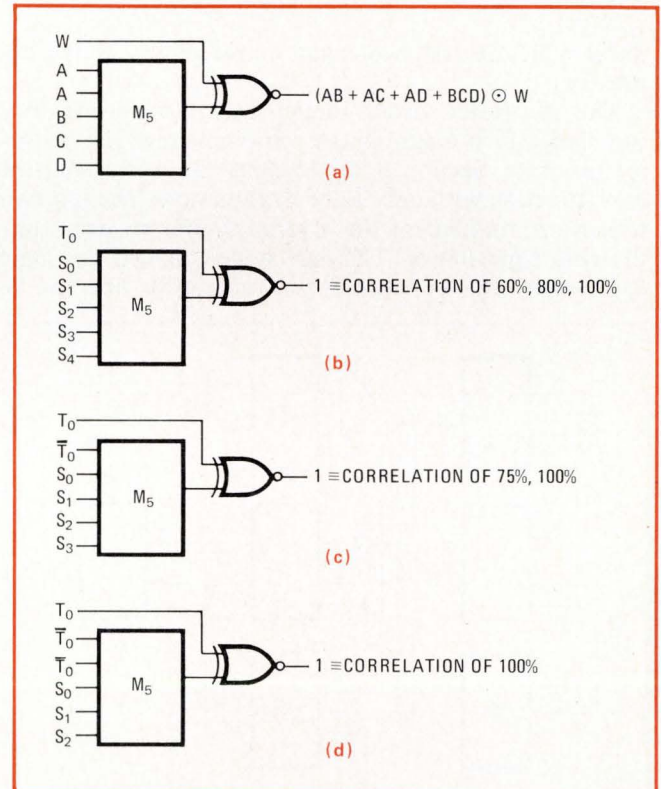 W
A
A
B
C
D
M₅
(AB + AC + AD + BCD) ⊙ W
(a)
T₀
S₀
S₁
S₂
S₃
S₄
M₅
1 ≡CORRELATION OF 60%, 80%, 100%
(b)
T₀
T̅₀
S₀
S₁
S₂
S₃
M₅
1 ≡CORRELATION OF 75%, 100%
(c)
T₀
T̅₀
T̅₀
S₀
S₁
S₂
M₅
1 ≡CORRELATION OF 100%
(d)